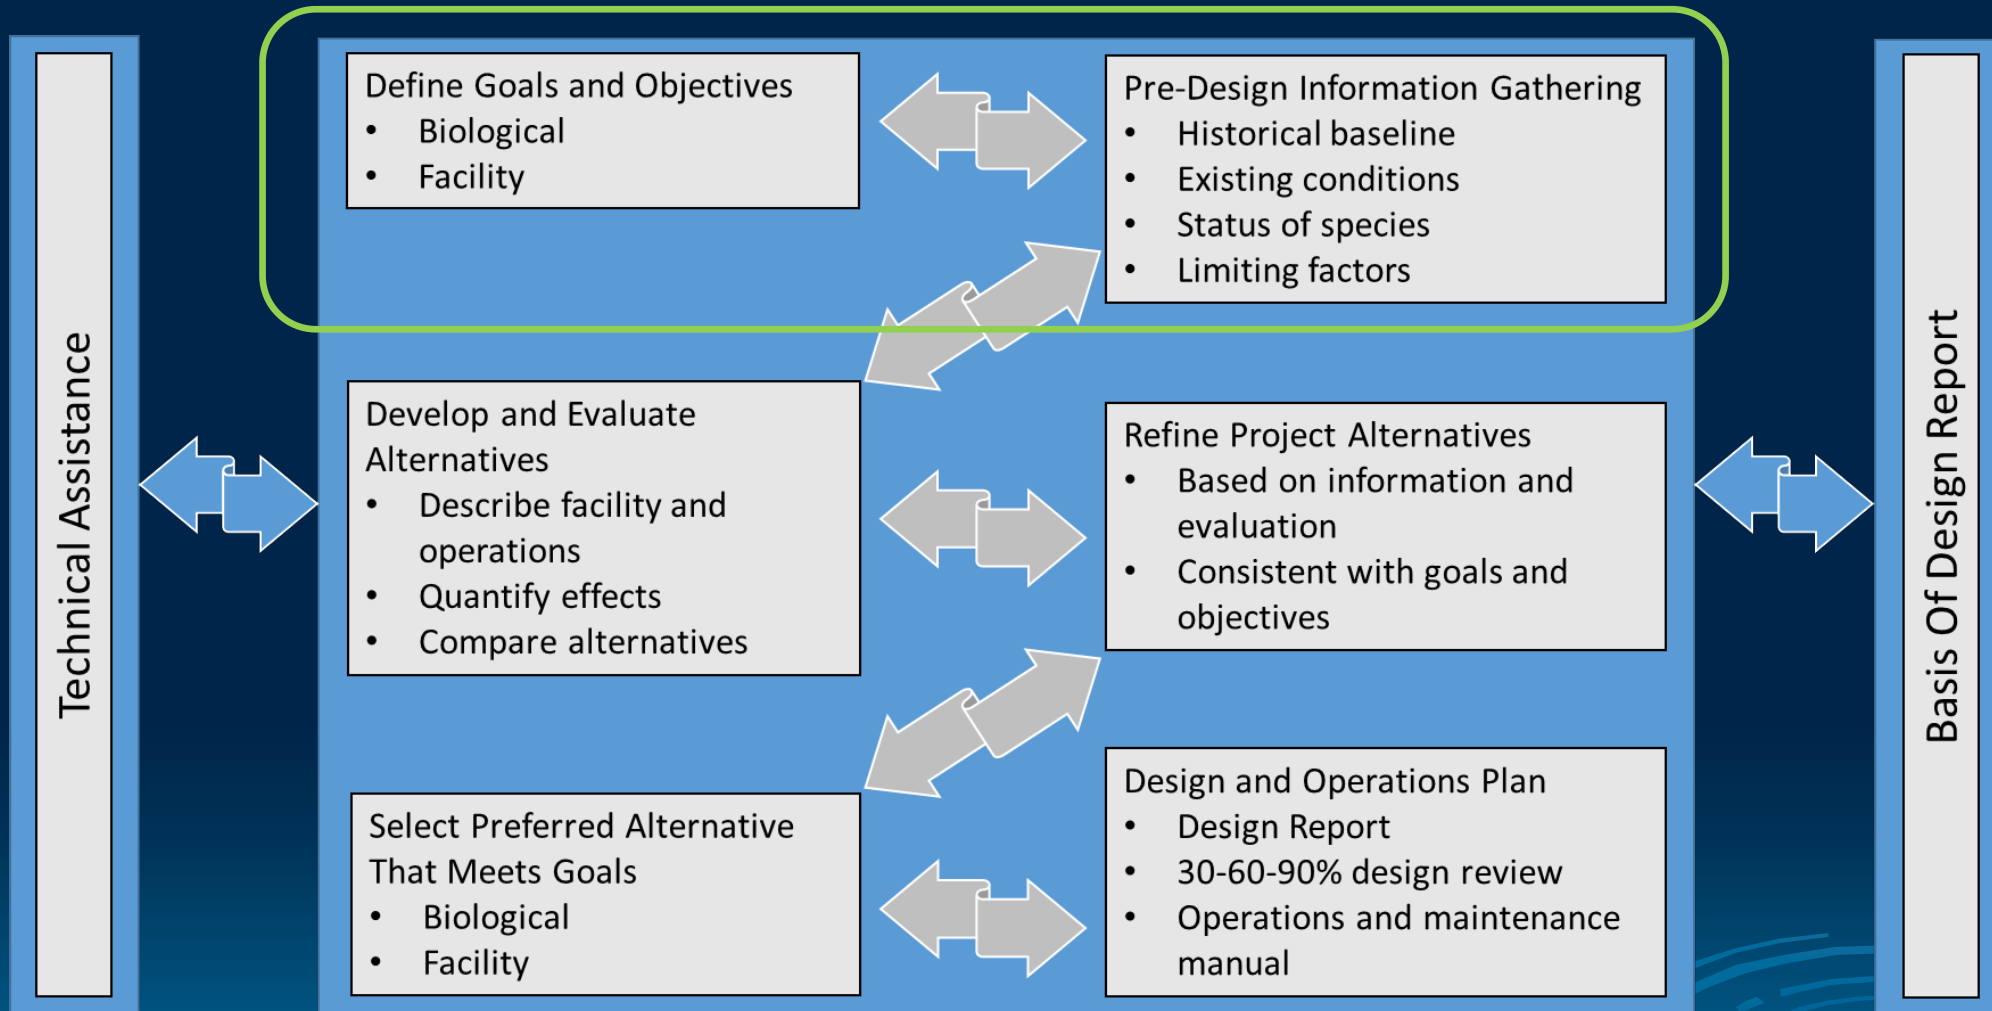 Technical Assistance
Define Goals and Objectives
• Biological
• Facility
Pre-Design Information Gathering
• Historical baseline
• Existing conditions
• Status of species
• Limiting factors
Develop and Evaluate
Alternatives
• Describe facility and
operations
• Quantify effects
• Compare alternatives
Refine Project Alternatives
• Based on information and
evaluation
• Consistent with goals and
objectives
Select Preferred Alternative
That Meets Goals
• Biological
• Facility
Design and Operations Plan
• Design Report
• 30-60-90% design review
• Operations and maintenance
manual
Basis Of Design Report